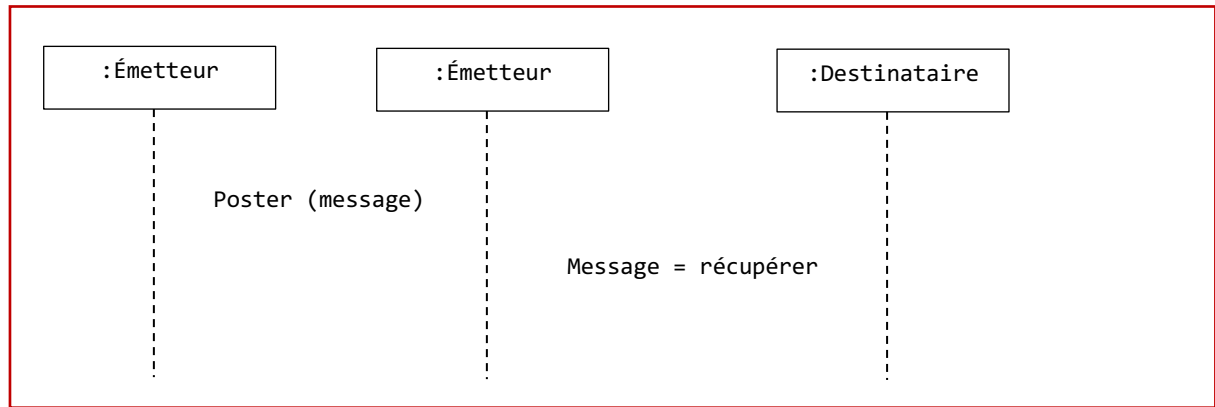 :Émetteur
:Émetteur
:Destinataire
Poster (message)
Message = récupérer